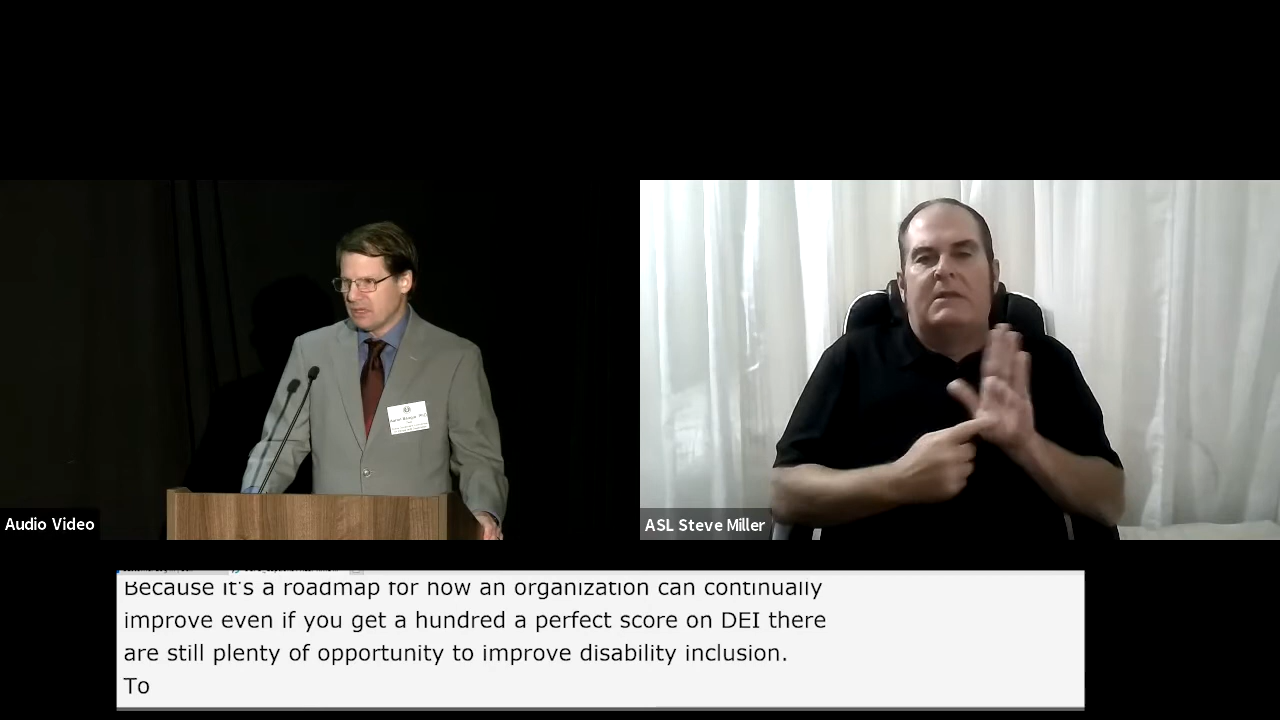 Audio Video
ASL Steve Miller
Because it's a roadmap for how an organization can continually
improve even if you get a hundred a perfect score on DEI there
are still plenty of opportunity to improve disability inclusion.
To